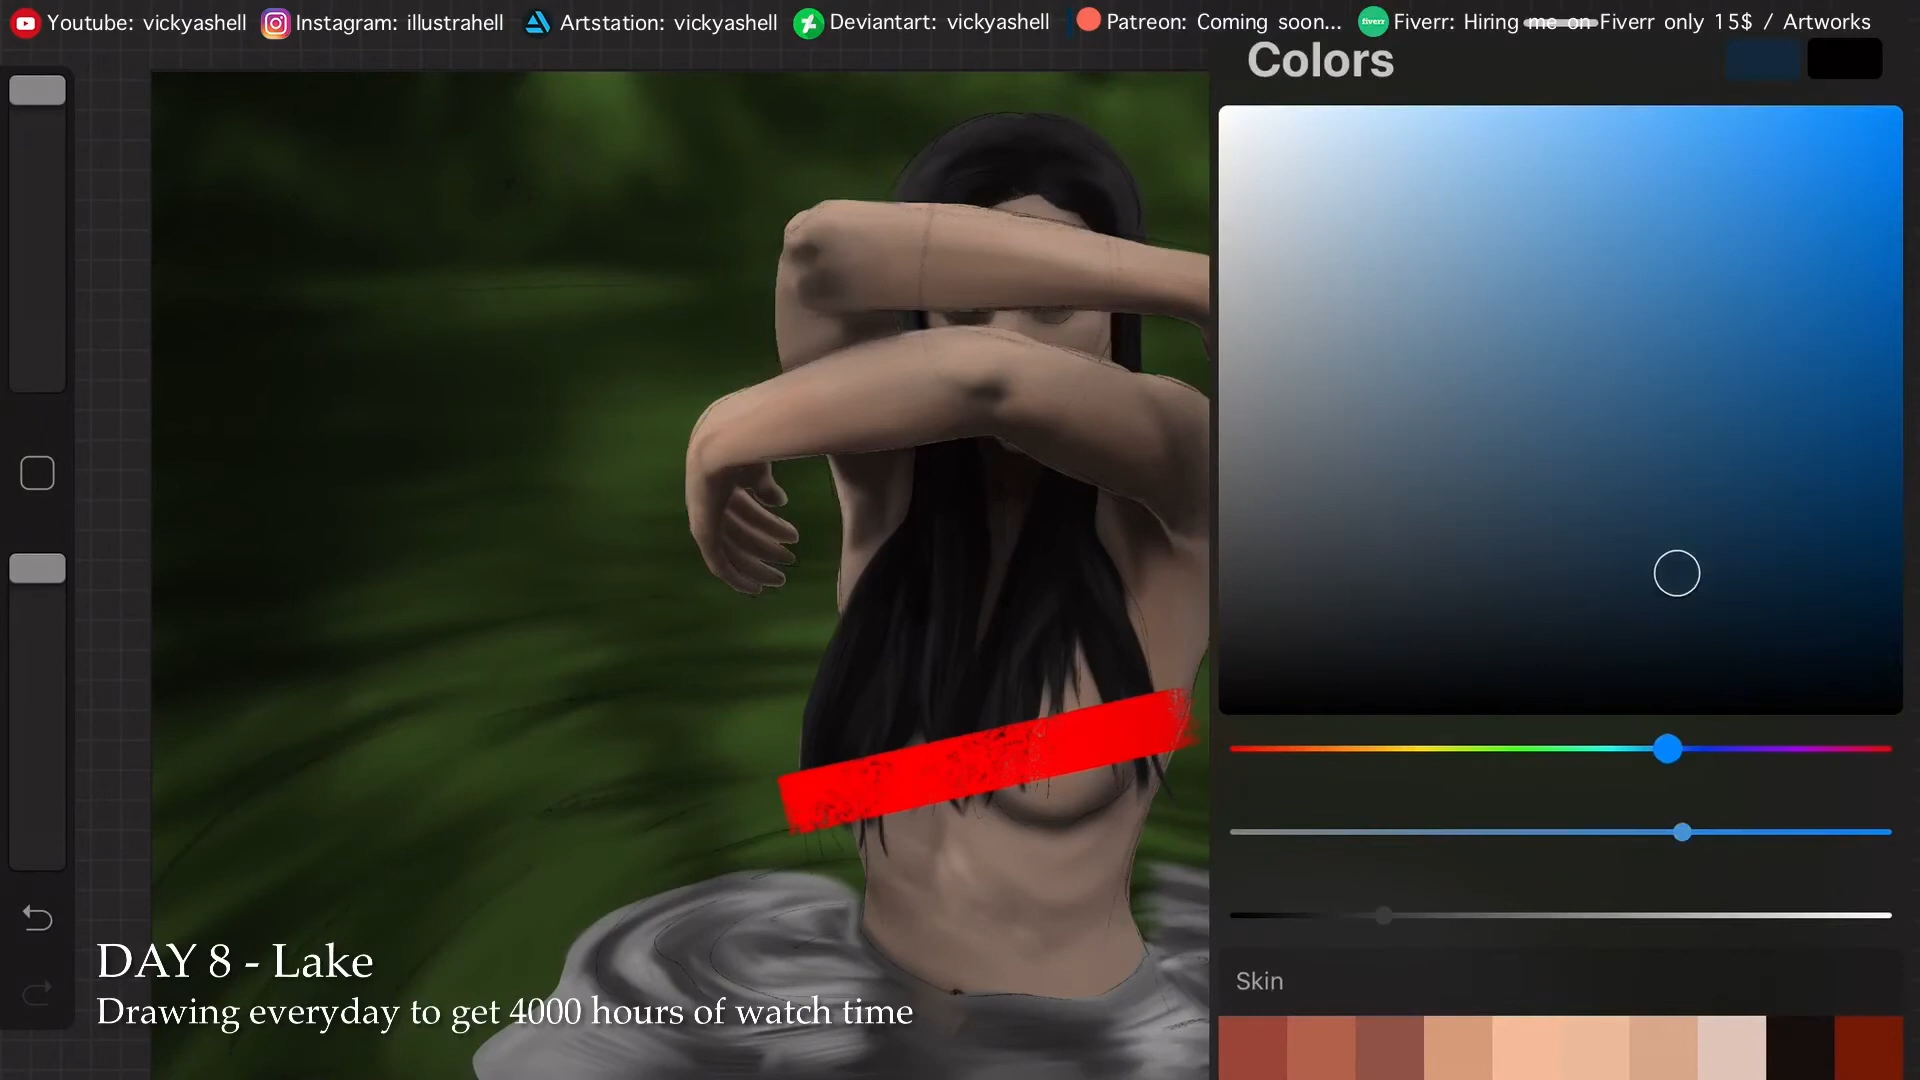 Youtube: vickyashell Instagram: illustrahell Artstation: vickyashell Deviantart: vickyashell Patreon: Coming soon... fiverr Fiverr: Hiring me on Fiverr only 15$ / Artworks
Colors
DAY 8 - Lake
Drawing everyday to get 4000 hours of watch time
Skin